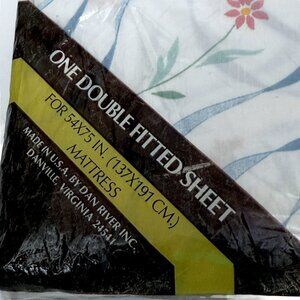 ONE DOUBLE FITTED SHEET
FOR 54X75 IN. (137X191 CM.)
MATTRESS
MADE IN U.S.A. BY DAN RIVER INC.
DANVILLE, VIRGINIA 24541